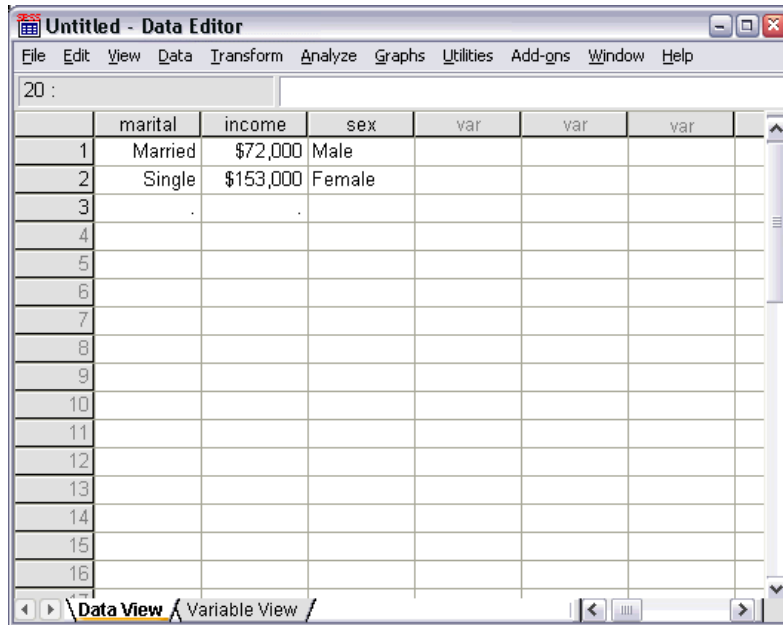 Untitled - Data Editor
File Edit View Data Transform Analyze Graphs Utilities Add-ons Window Help
20 :
marital income sex var var var
1 Married $72,000 Male
2 Single $153,000 Female
3 . .
4
5
6
7
8
9
10
11
12
13
14
15
16
Data View Variable View